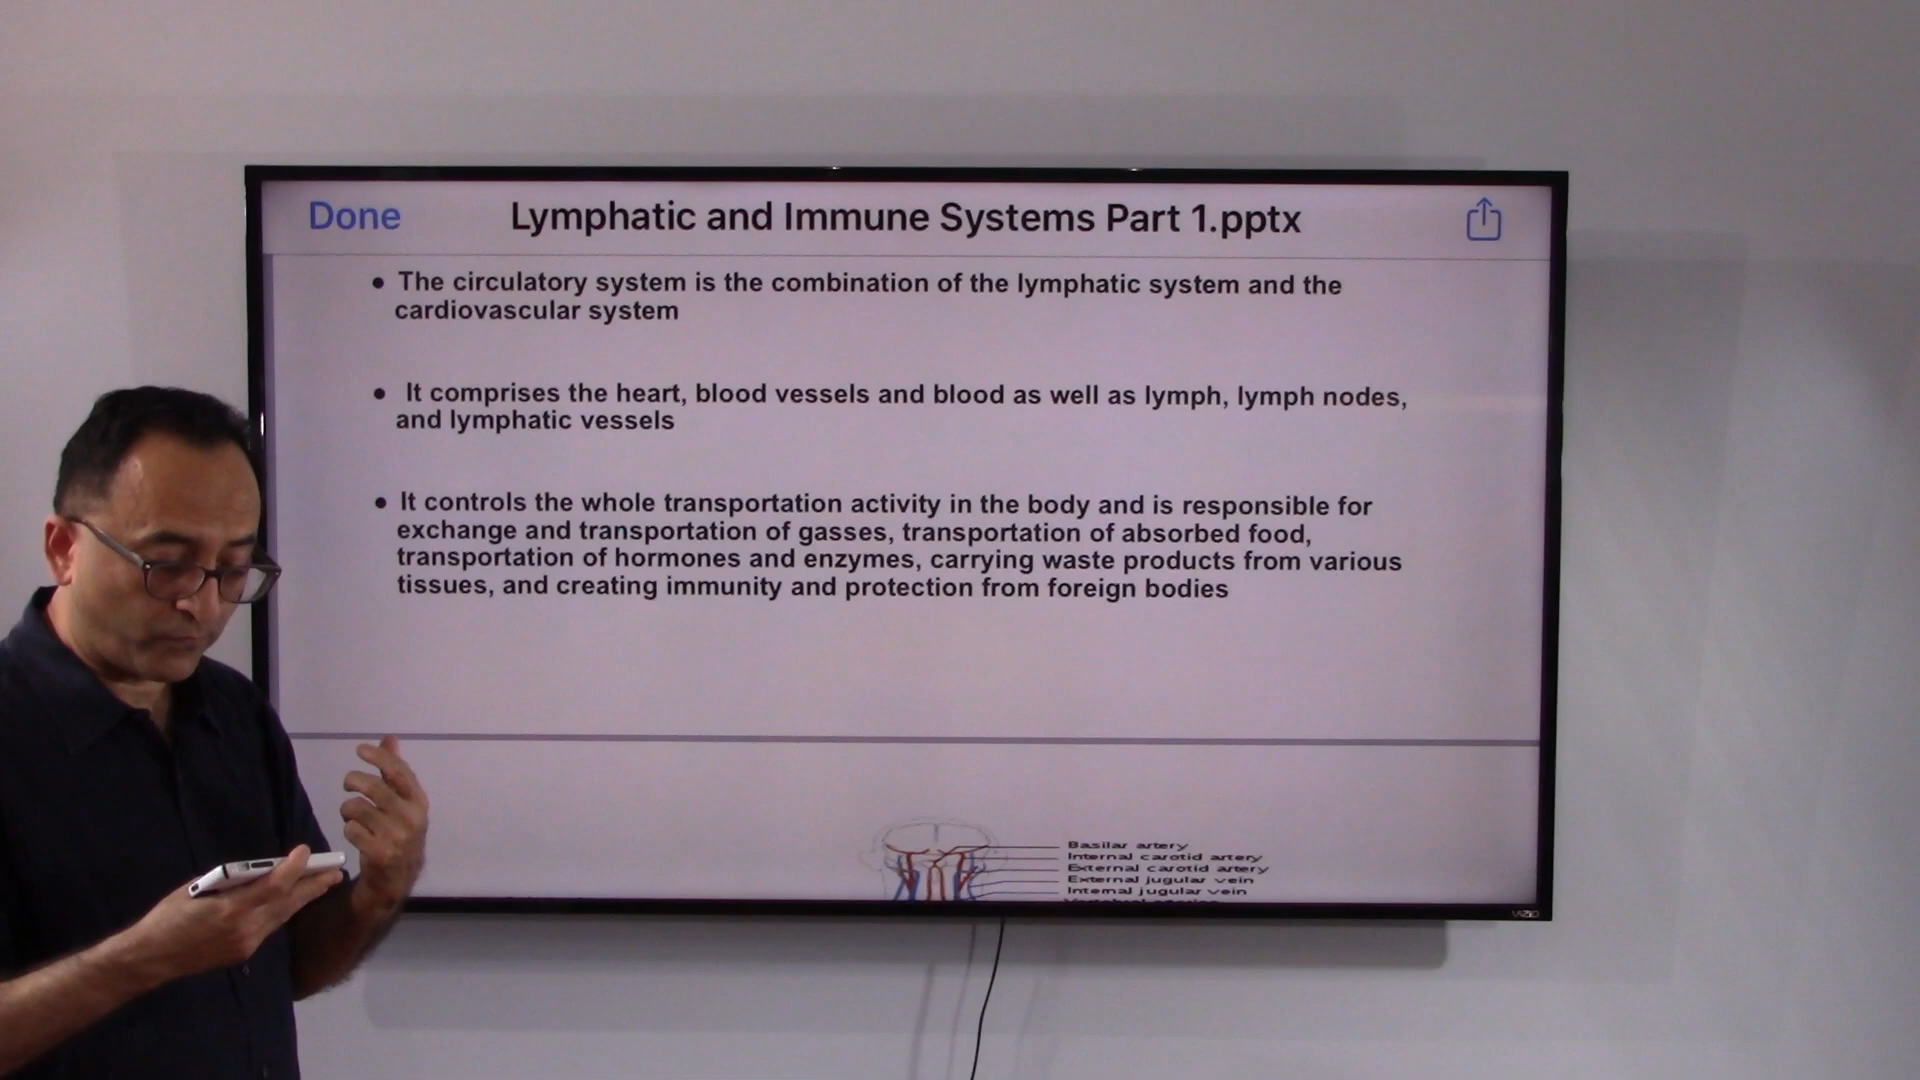 Done Lymphatic and Immune Systems Part 1.pptx
• The circulatory system is the combination of the lymphatic system and the
cardiovascular system
• It comprises the heart, blood vessels and blood as well as lymph, lymph nodes,
and lymphatic vessels
• It controls the whole transportation activity in the body and is responsible for
exchange and transportation of gasses, transportation of absorbed food,
transportation of hormones and enzymes, carrying waste products from various
tissues, and creating immunity and protection from foreign bodies
Basilar artery
Internal carotid artery
External carotid artery
External jugular vein
Internal jugular vein
VIZIO